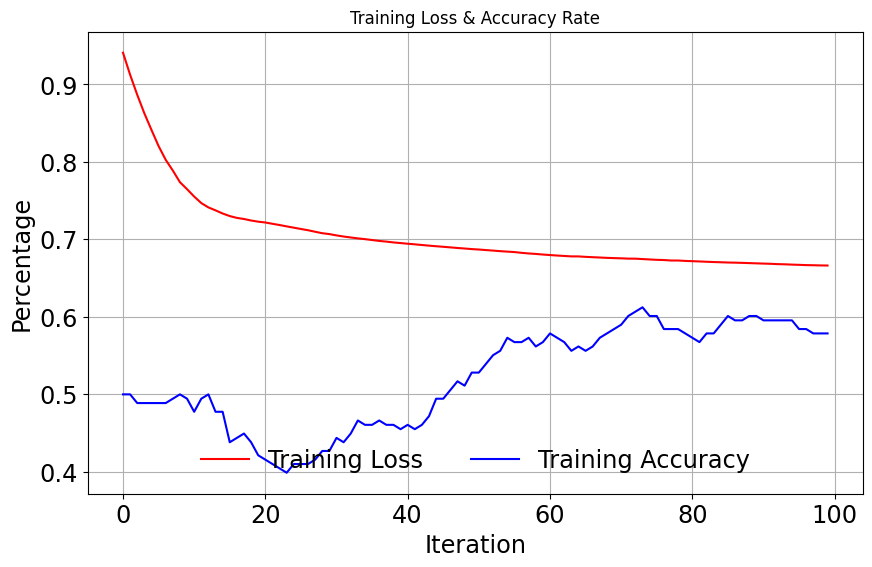 Training Loss & Accuracy Rate
Percentage
0.9
0.8
0.7
0.6
0.5
0.4
Training Loss Training Accuracy
0 20 40 60 80 100
Iteration